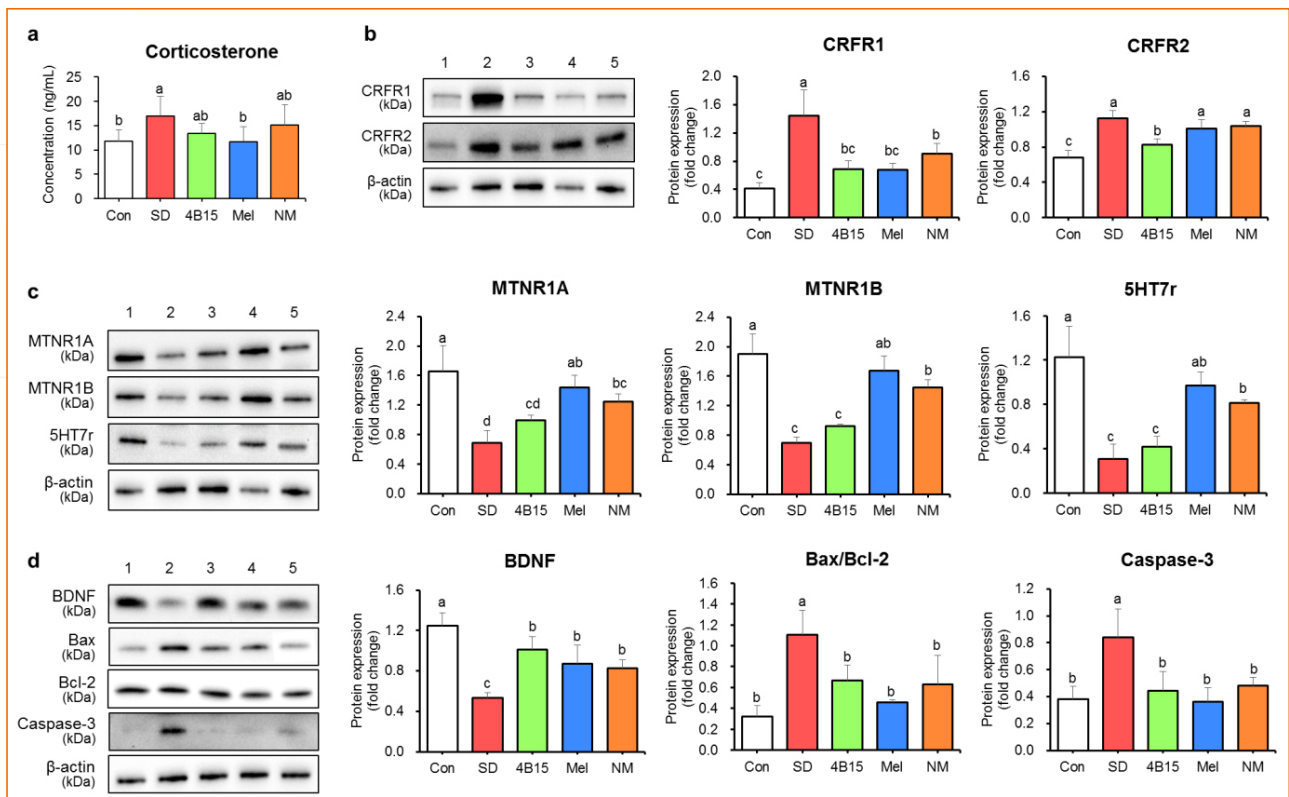 a
Corticosterone
Concentration (ng/mL)
25
20
15
10
5
0
b
a
ab
b
ab
Con SD 4B15 Mel NM
b
1 2 3 4 5
CRFR1
(kDa)
CRFR2
(kDa)
β-actin
(kDa)
CRFR1
Protein expression
(fold change)
2.0
1.6
1.2
0.8
0.4
0.0
c
a
bc
bc
b
Con SD 4B15 Mel NM
CRFR2
Protein expression
(fold change)
2.0
1.6
1.2
0.8
0.4
0.0
c
a
b
a
a
Con SD 4B15 Mel NM
c
1 2 3 4 5
MTNR1A
(kDa)
MTNR1B
(kDa)
5HT7r
(kDa)
β-actin
(kDa)
MTNR1A
Protein expression
(fold change)
2.4
2.0
1.6
1.2
0.8
0.4
0.0
a
d
cd
ab
bc
Con SD 4B15 Mel NM
MTNR1B
Protein expression
(fold change)
2.4
2.0
1.6
1.2
0.8
0.4
0.0
a
c
c
ab
b
Con SD 4B15 Mel NM
5HT7r
Protein expression
(fold change)
1.6
1.2
0.8
0.4
0.0
a
c
c
ab
b
Con SD 4B15 Mel NM
d
1 2 3 4 5
BDNF
(kDa)
Bax
(kDa)
Bcl-2
(kDa)
Caspase-3
(kDa)
β-actin
(kDa)
BDNF
Protein expression
(fold change)
1.6
1.2
0.8
0.4
0.0
a
c
b
b
b
Con SD 4B15 Mel NM
Bax/Bcl-2
Protein expression
(fold change)
1.6
1.4
1.2
1.0
0.8
0.6
0.4
0.2
0.0
b
a
b
b
b
Con SD 4B15 Mel NM
Caspase-3
Protein expression
(fold change)
1.2
1.0
0.8
0.6
0.4
0.2
0.0
b
a
b
b
b
Con SD 4B15 Mel NM